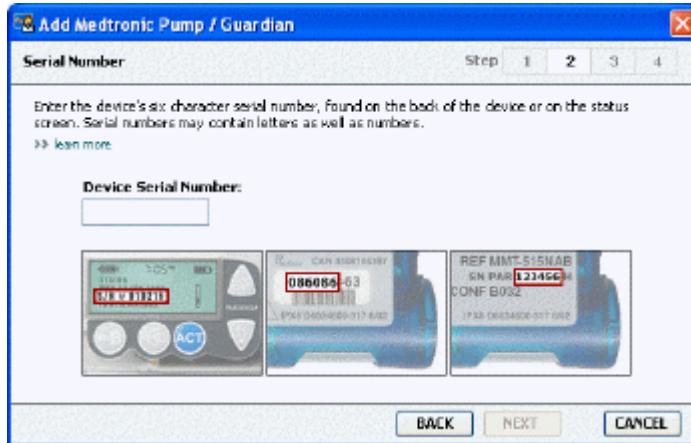 Add Medtronic Pump / Guardian
Serial Number
Step 1 2 3 4
Enter the device's six character serial number, found on the back of the device or on the status
screen. Serial numbers may contain letters as well as numbers.
>> learn more
Device Serial Number:
ACT
086086-63
REF MMT-515NAB
SN PAR 123456 H
CONF B032
BACK
NEXT
CANCEL